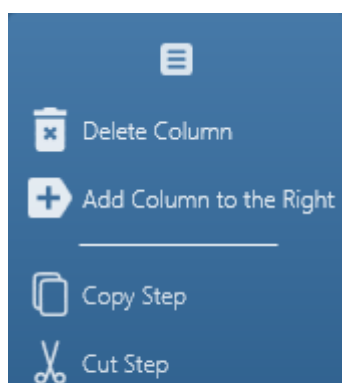 Delete Column
Add Column to the Right
Copy Step
Cut Step